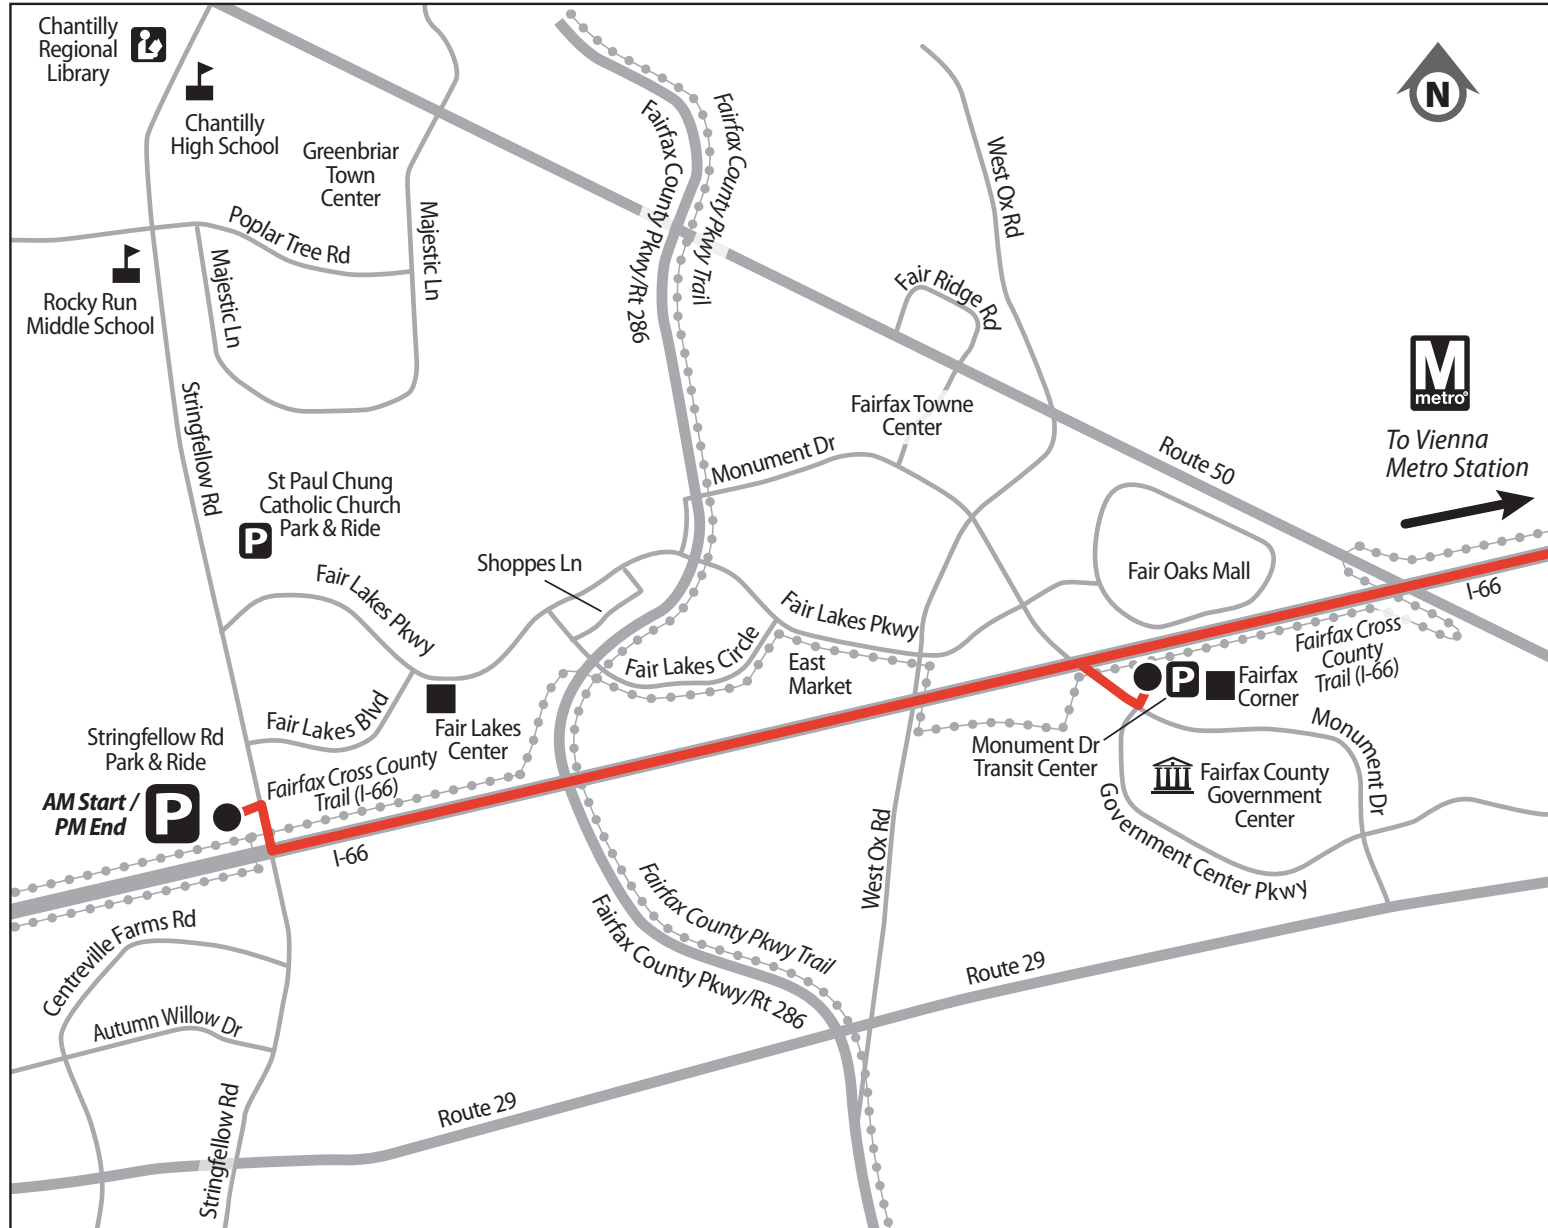 Chantilly
Regional
Library
Chantilly
High School
Greenbriar
Town
Center
Poplar Tree Rd
Majestic Ln
Majestic Ln
Rocky Run
Middle School
Stringfellow Rd
Fairfax County Pkwy/Rt 286
Fairfax County Pkwy Trail
West Ox Rd
N
Fair Ridge Rd
Fairfax Towne
Center
M
metro
To Vienna
Metro Station
Route 50
Monument Dr
St Paul Chung
Catholic Church
Park & Ride
P
Shoppes Ln
Fair Lakes Pkwy
Fair Oaks Mall
I-66
Fair Lakes Pkwy
Fair Lakes Circle
East
Market
Fairfax Cross
County
Trail (I-66)
P
Fairfax
Corner
Fair Lakes Blvd
Fair Lakes
Center
Monument Dr
Transit Center
Monument Dr
Stringfellow Rd
Park & Ride
AM Start /
PM End
P
Fairfax Cross County
Trail (I-66)
Fairfax County
Government
Center
Government Center Pkwy
I-66
West Ox Rd
Fairfax County Pkwy Trail
Fairfax County Pkwy/Rt 286
Centreville Farms Rd
Route 29
Autumn Willow Dr
Stringfellow Rd
Route 29